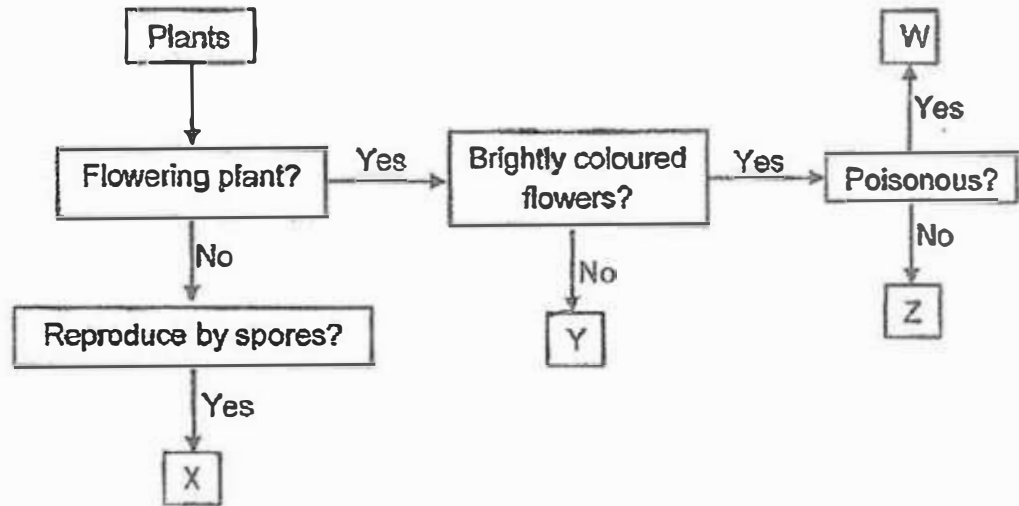 Plants
W
Yes
Flowering plant?
Yes
Brightly coloured
flowers?
Yes
Poisonous?
No
No
No
Reproduce by spores?
Y
Z
Yes
X